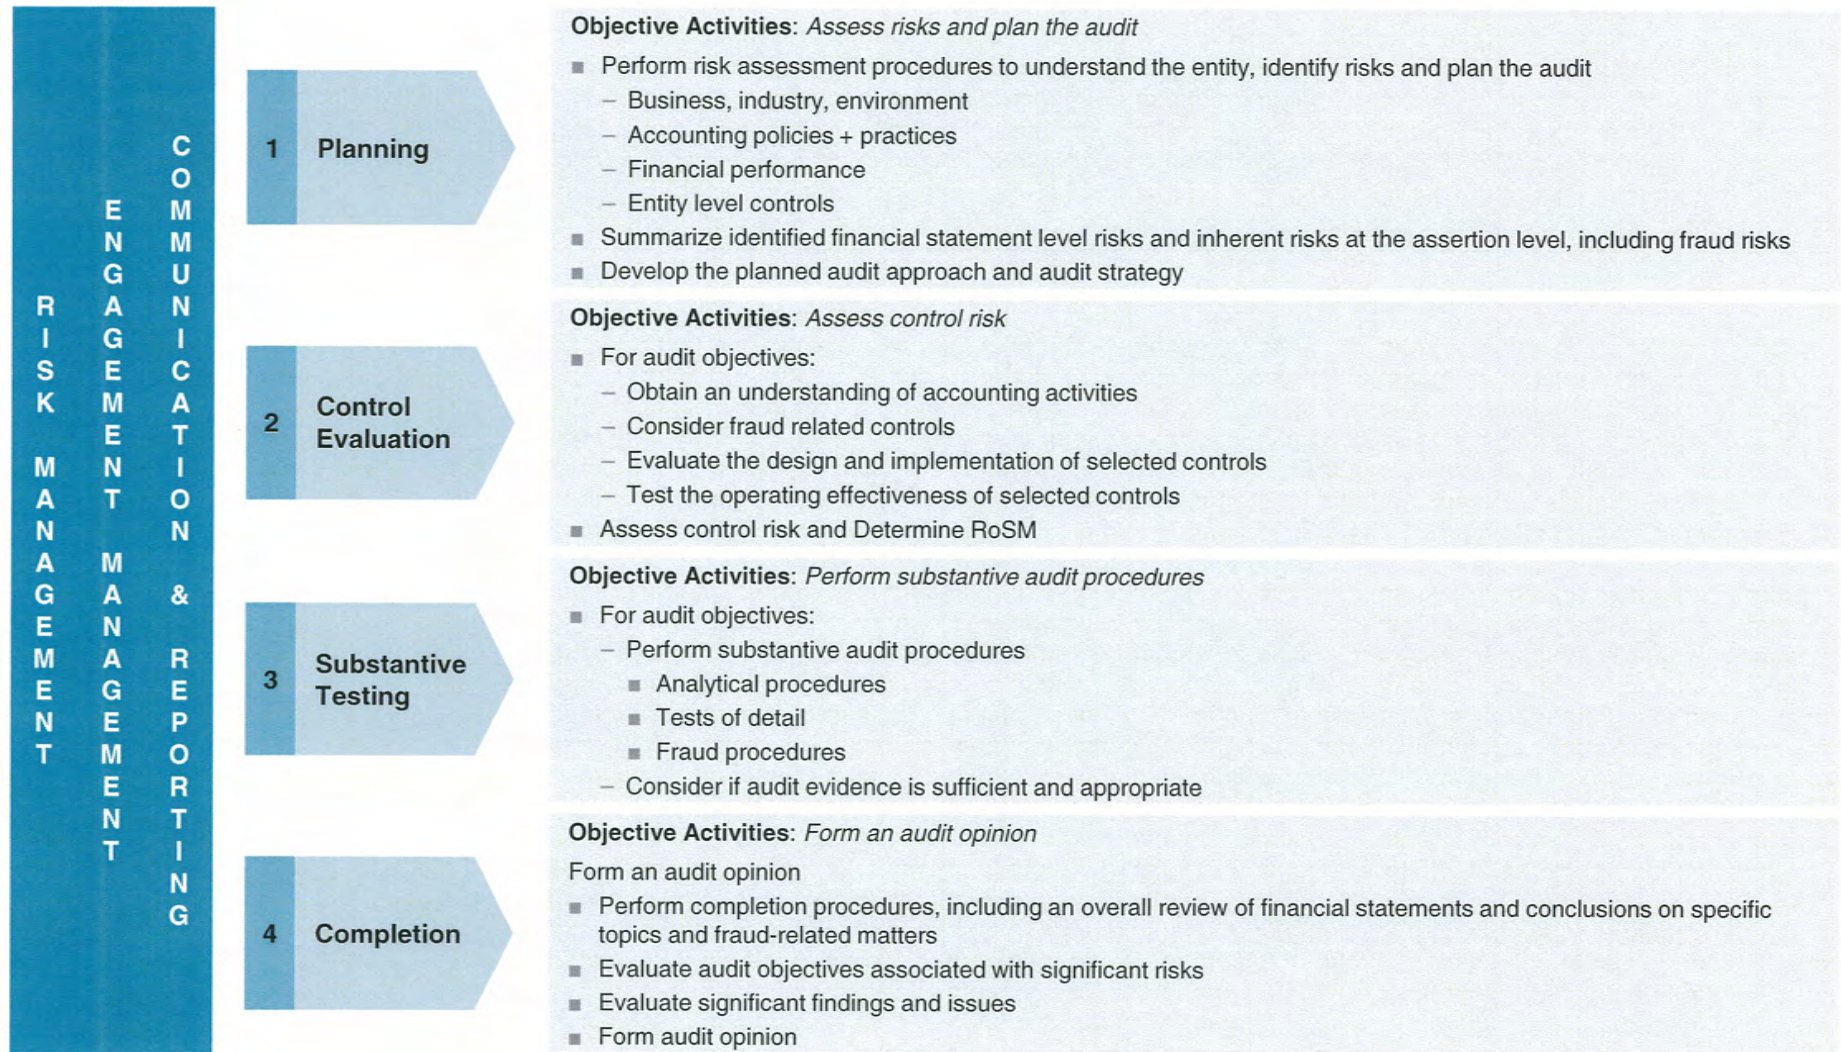 RISK MANAGEMENT
ENGAGEMENT MANAGEMENT
COMMUNICATION & REPORTING
1 Planning
Objective Activities: Assess risks and plan the audit
■ Perform risk assessment procedures to understand the entity, identify risks and plan the audit
– Business, industry, environment
– Accounting policies + practices
– Financial performance
– Entity level controls
■ Summarize identified financial statement level risks and inherent risks at the assertion level, including fraud risks
■ Develop the planned audit approach and audit strategy
2 Control
Evaluation
Objective Activities: Assess control risk
■ For audit objectives:
– Obtain an understanding of accounting activities
– Consider fraud related controls
– Evaluate the design and implementation of selected controls
– Test the operating effectiveness of selected controls
■ Assess control risk and Determine RoSM
3 Substantive
Testing
Objective Activities: Perform substantive audit procedures
■ For audit objectives:
– Perform substantive audit procedures
■ Analytical procedures
■ Tests of detail
■ Fraud procedures
– Consider if audit evidence is sufficient and appropriate
4 Completion
Objective Activities: Form an audit opinion
Form an audit opinion
■ Perform completion procedures, including an overall review of financial statements and conclusions on specific
topics and fraud-related matters
■ Evaluate audit objectives associated with significant risks
■ Evaluate significant findings and issues
■ Form audit opinion